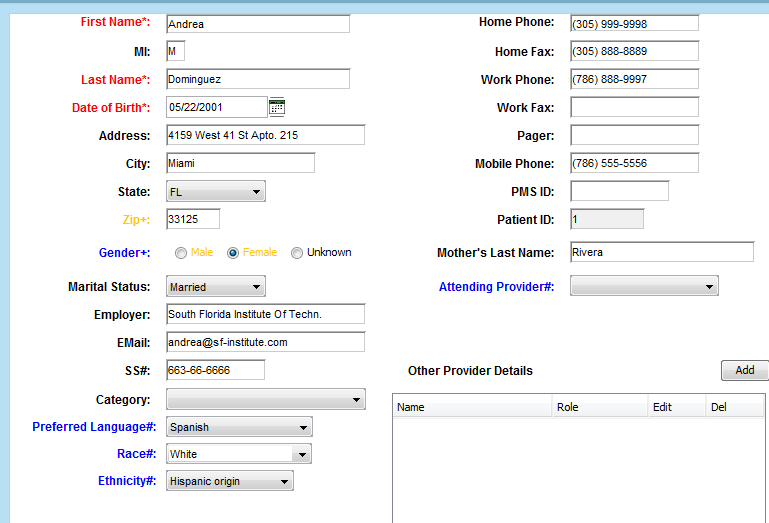 First Name*: Andrea
MI: M
Last Name*: Dominguez
Date of Birth*: 05/22/2001
Address: 4159 West 41 St Apto. 215
City: Miami
State: FL
Zip+: 33125
Gender+: Male Female Unknown
Marital Status: Married
Employer: South Florida Institute Of Techn.
EMail: andrea@sf-institute.com
SS#: 663-66-6666
Category:
Preferred Language#: Spanish
Race#: White
Ethnicity#: Hispanic origin
Home Phone: (305) 999-9998
Home Fax: (305) 888-8889
Work Phone: (786) 888-9997
Work Fax:
Pager:
Mobile Phone: (786) 555-5556
PMS ID:
Patient ID: 1
Mother's Last Name: Rivera
Attending Provider#:
Other Provider Details Add
Name Role Edit Del